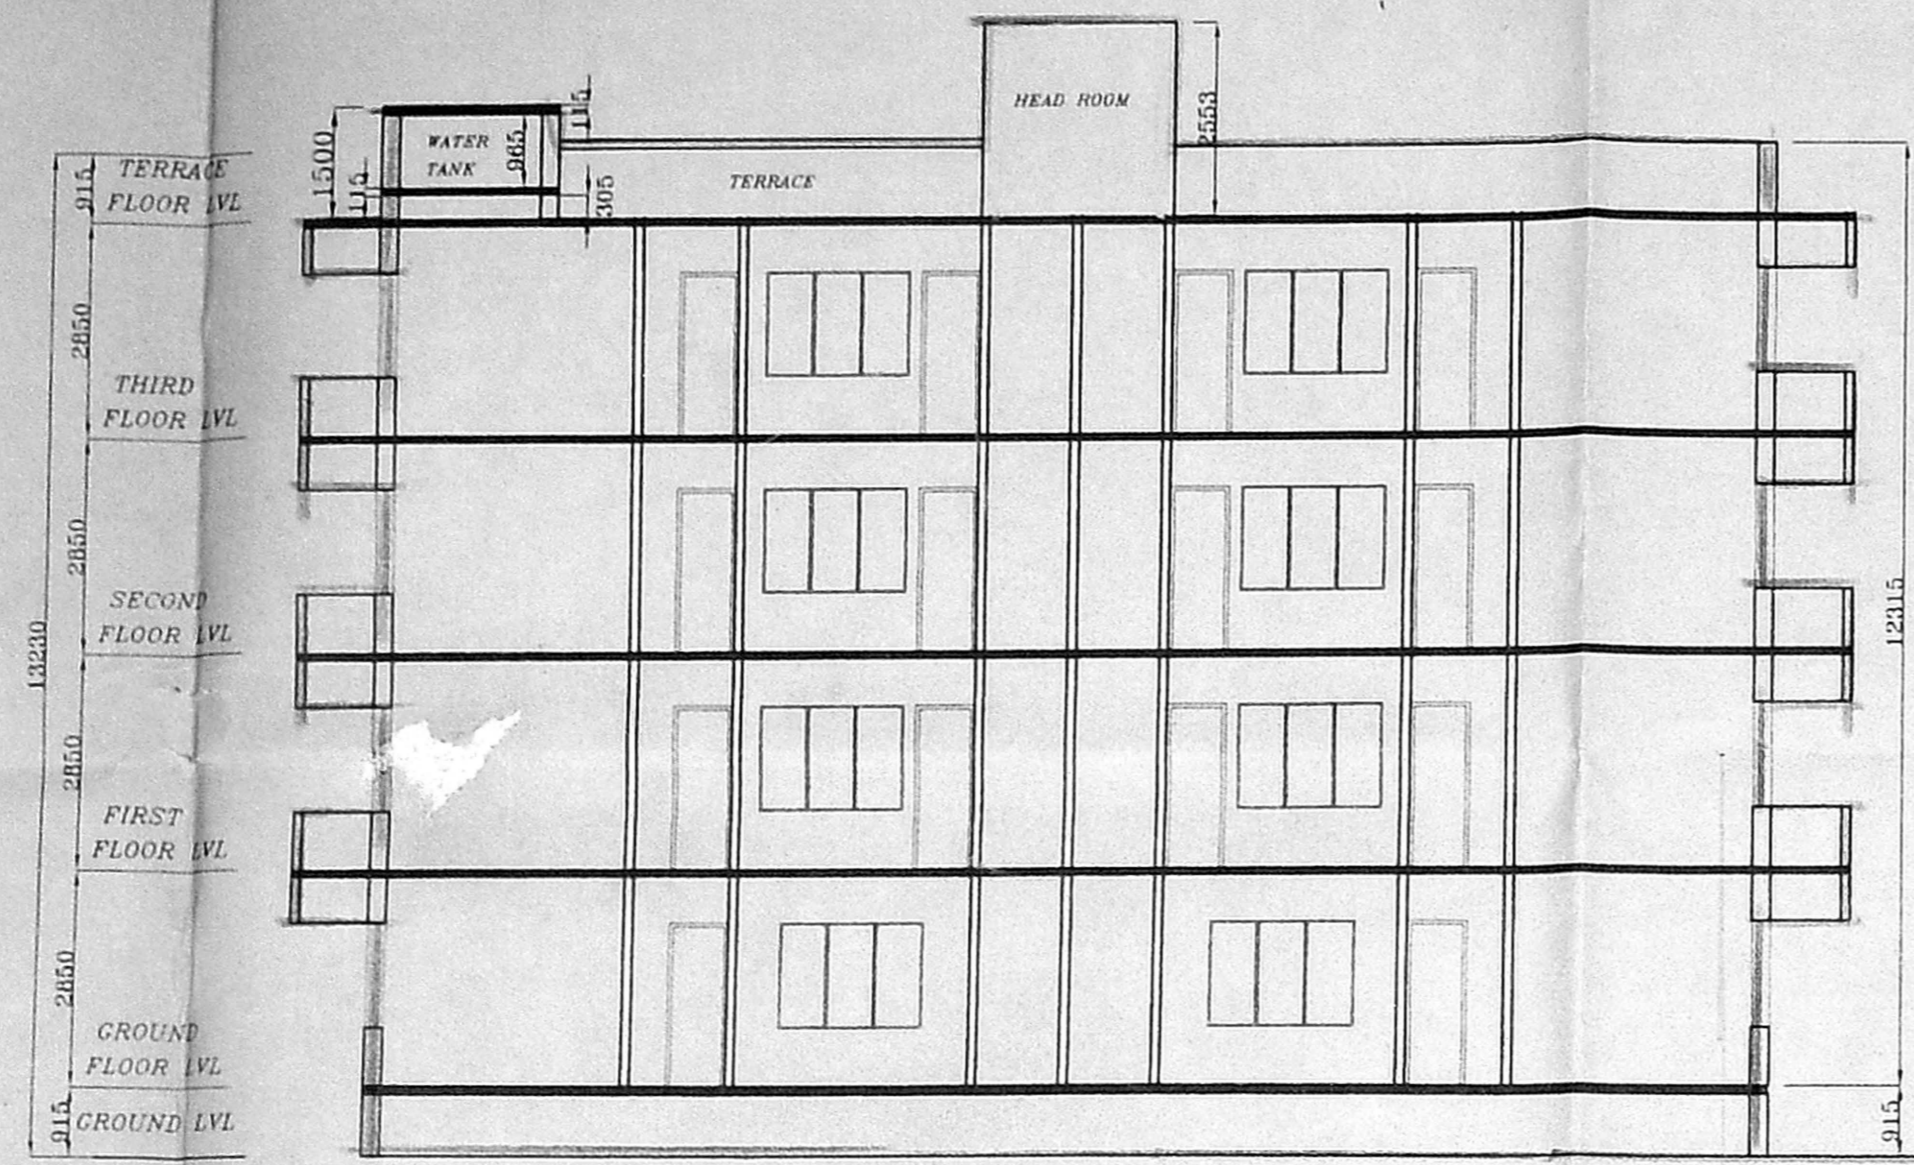 HEAD ROOM
2553
115
1500
WATER
TANK
965
115
305
TERRACE
915
TERRACE
FLOOR LVL
2850
THIRD
FLOOR LVL
2850
SECOND
FLOOR LVL
13230
12315
2850
FIRST
FLOOR LVL
2850
GROUND
FLOOR LVL
915
GROUND LVL
915